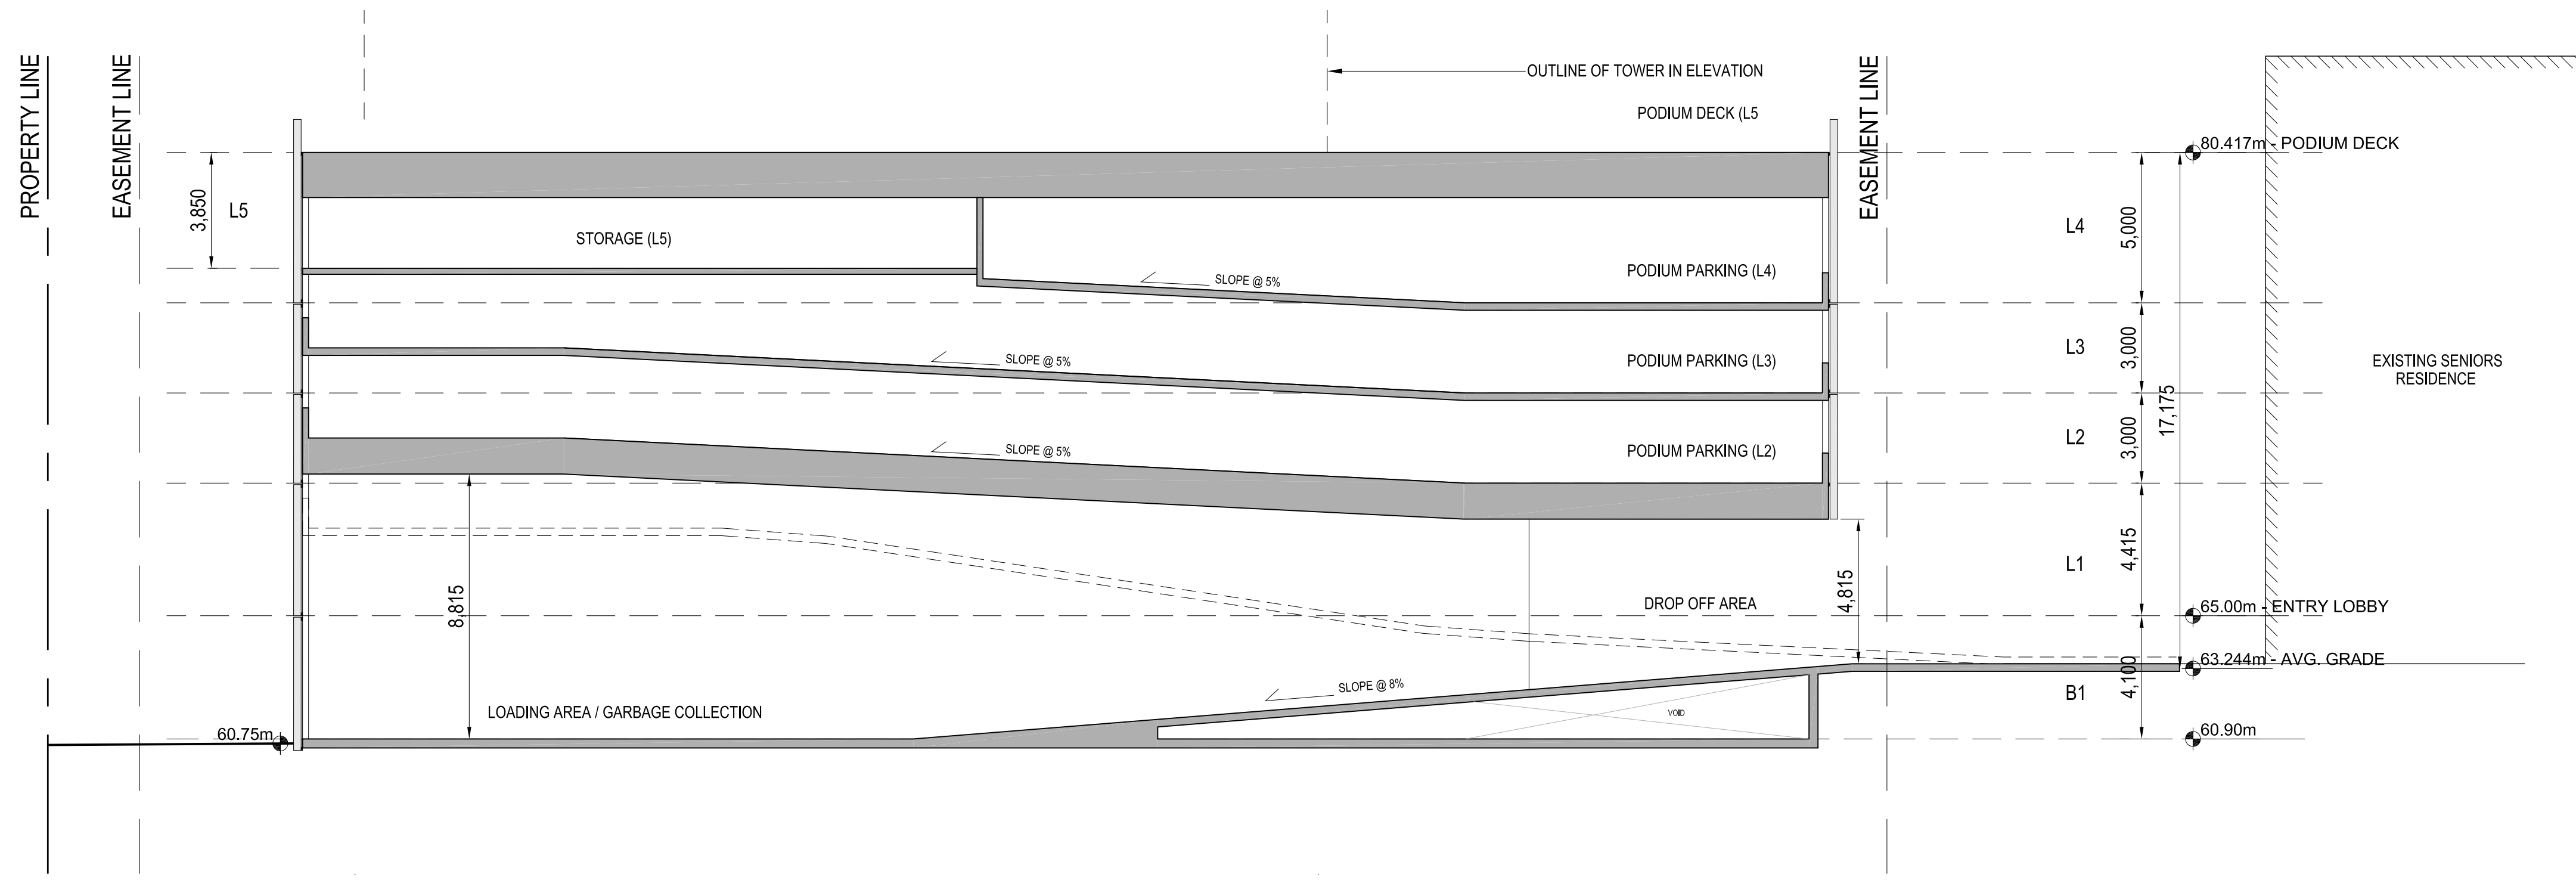 PROPERTY LINE
EASEMENT LINE
OUTLINE OF TOWER IN ELEVATION
EASEMENT LINE
PODIUM DECK (L5
80.417m - PODIUM DECK
3,850
L5
STORAGE (L5)
L4
5,000
SLOPE @ 5%
PODIUM PARKING (L4)
SLOPE @ 5%
PODIUM PARKING (L3)
L3
3,000
EXISTING SENIORS
RESIDENCE
17,175
SLOPE @ 5%
PODIUM PARKING (L2)
L2
3,000
8,815
DROP OFF AREA
4,815
L1
4,415
65.00m - ENTRY LOBBY
63.244m - AVG. GRADE
SLOPE @ 8%
4,100
B1
LOADING AREA / GARBAGE COLLECTION
VOID
60.75m
60.90m